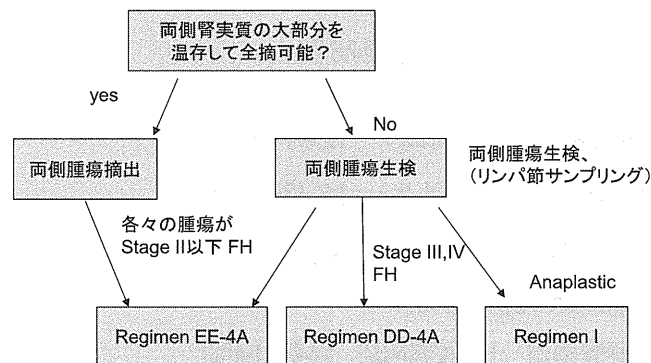 両側腎実質の大部分を
温存して全摘可能？
yes
No
両側腫瘍摘出
両側腫瘍生検
両側腫瘍生検、
（リンパ節サンプリング）
各々の腫瘍が
Stage II以下 FH
Stage III,IV
FH
Anaplastic
Regimen EE-4A
Regimen DD-4A
Regimen I